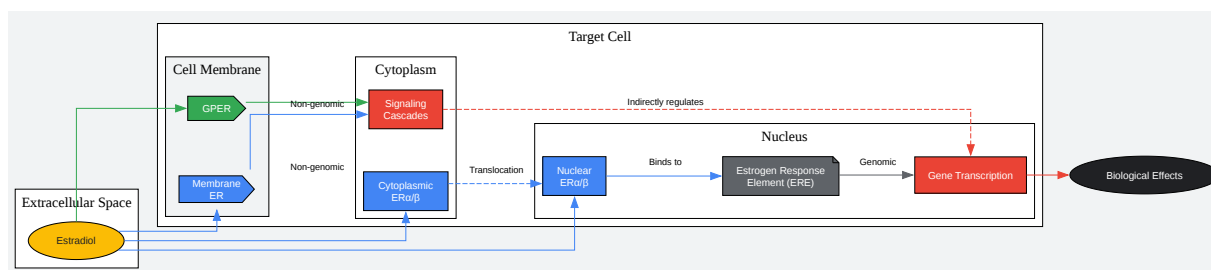 Target Cell
Cell Membrane
Cytoplasm
GPER
Non-genomic
Signaling
Cascades
Indirectly regulates
Nucleus
Membrane
ER
Non-genomic
Cytoplasmic
ERα/β
Translocation
Nuclear
ERα/β
Binds to
Estrogen Response
Element (ERE)
Genomic
Gene Transcription
Biological Effects
Extracellular Space
Estradiol